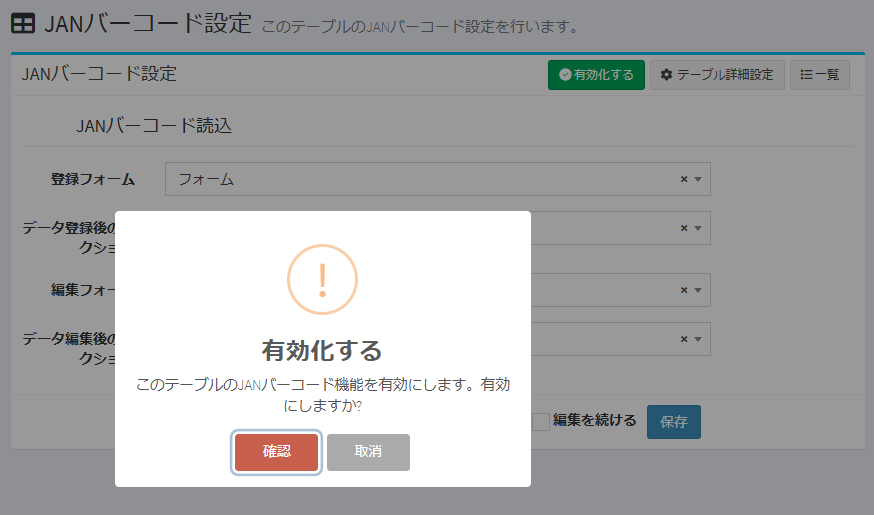 JANバーコード設定 このテーブルのJANバーコード設定を行います。
JANバーコード設定 有効化する テーブル詳細設定 一覧
JANバーコード読込
登録フォーム フォーム × 
データ登録後の ×
クショ
編集フォー ×
データ編集後の ×
クショ
!
有効化する
このテーブルのJANバーコード機能を有効にします。有効
にしますか?
編集を続ける 保存
確認 取消